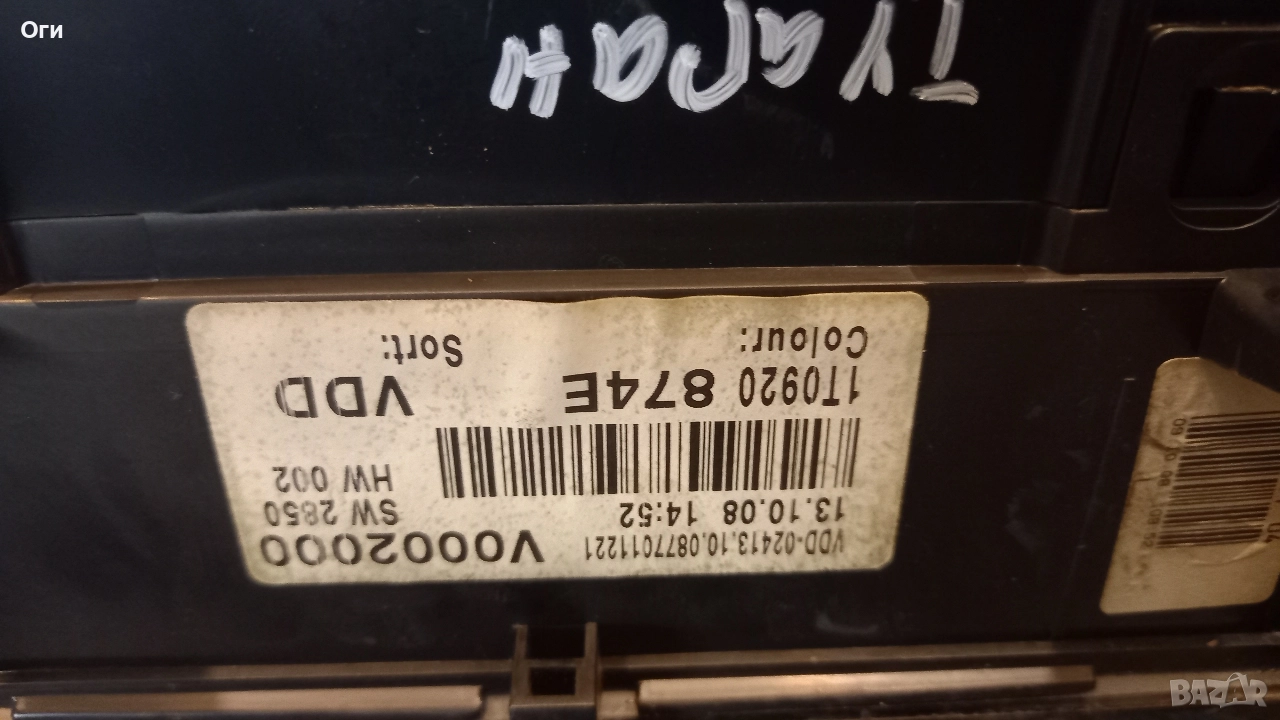 Оги
ТУАРАН
VDD-02413.10.0877011221 V0002000
13.10.08 14:52 SW 2850
HW 002
1T0920 874E VDD
Colour: Sort:
BAZAR